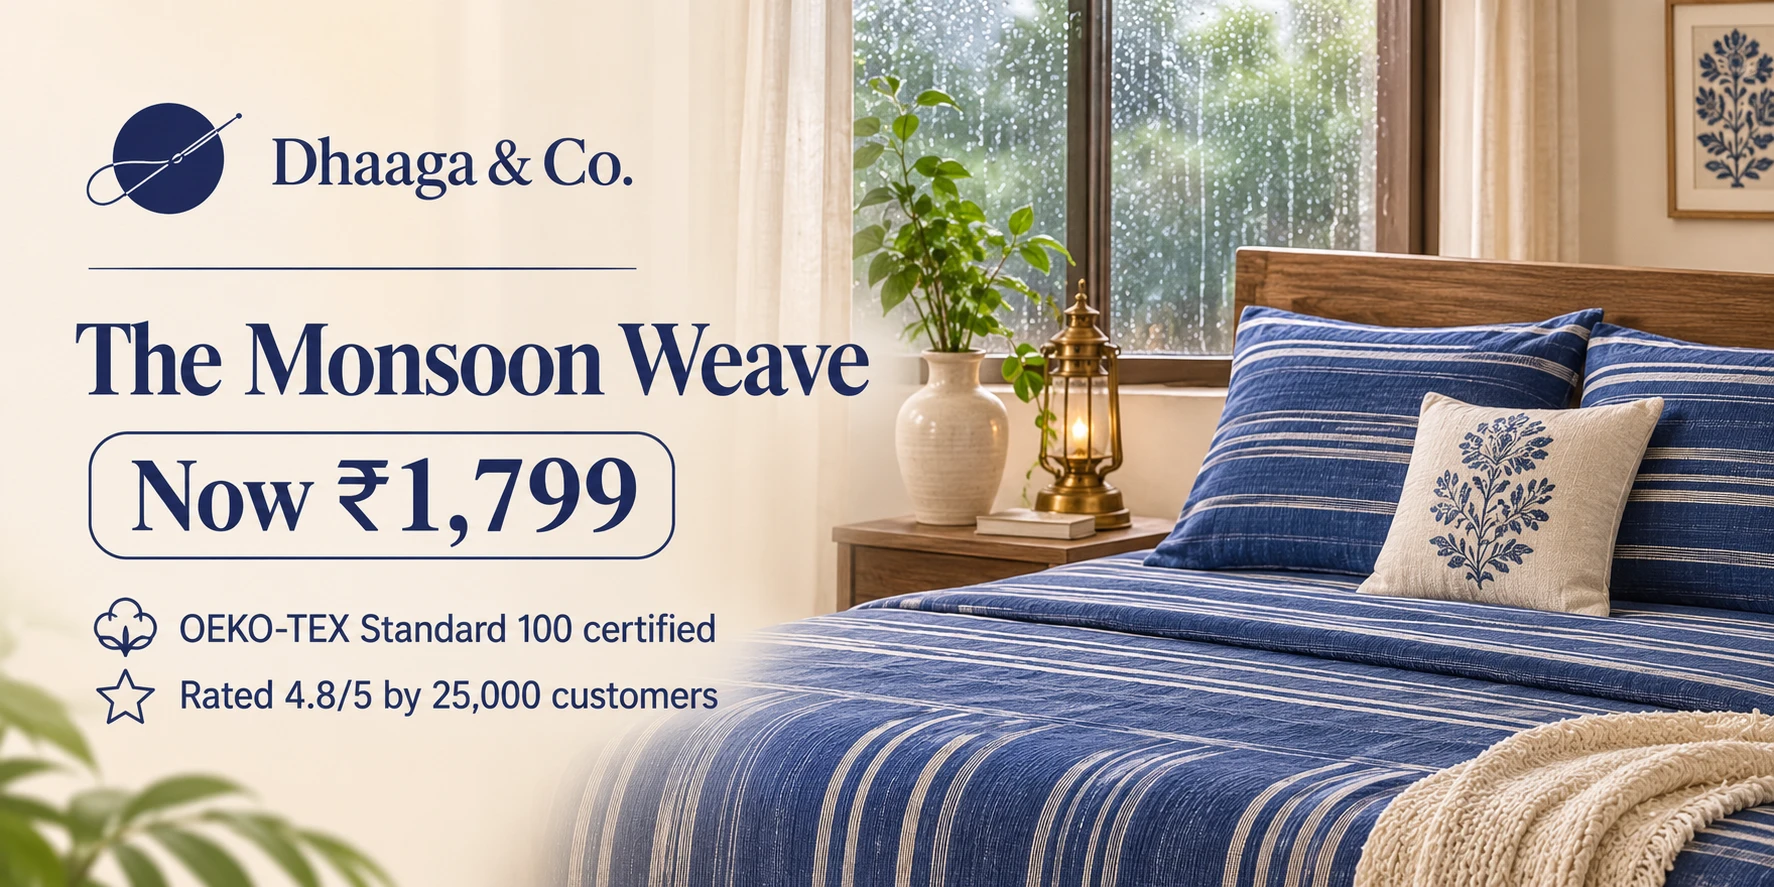 Dhaaga & Co.
The Monsoon Weave
Now ₹1,799
OEKO-TEX Standard 100 certified
Rated 4.8/5 by 25,000 customers